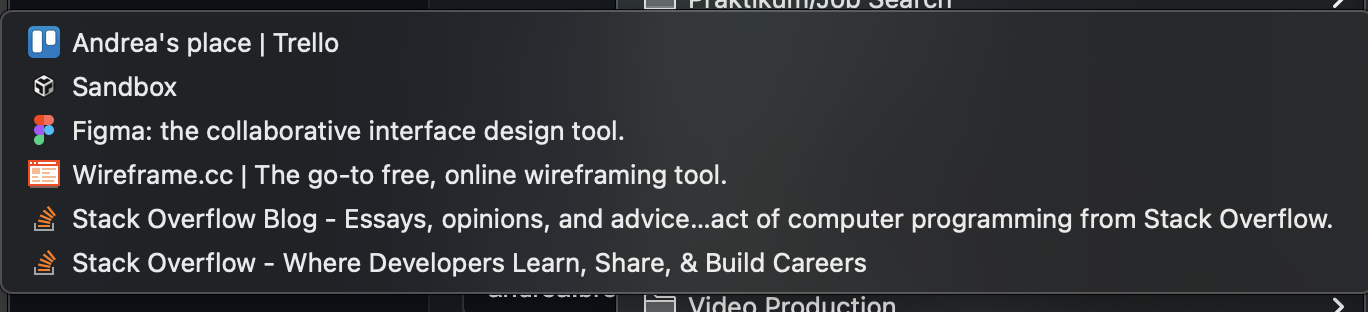 Praktikum/Job Search
Andrea's place | Trello
Sandbox
Figma: the collaborative interface design tool.
Wireframe.cc | The go-to free, online wireframing tool.
Stack Overflow Blog - Essays, opinions, and advice...act of computer programming from Stack Overflow.
Stack Overflow - Where Developers Learn, Share, & Build Careers
Video Production